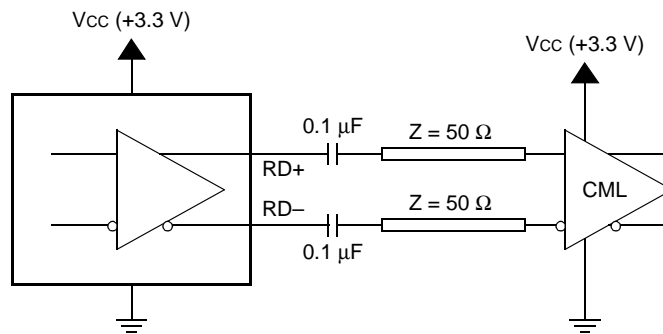 Vcc (+3.3 V)
Vcc (+3.3 V)
0.1 μF
Z = 50 Ω
RD+
CML
RD–
Z = 50 Ω
0.1 μF